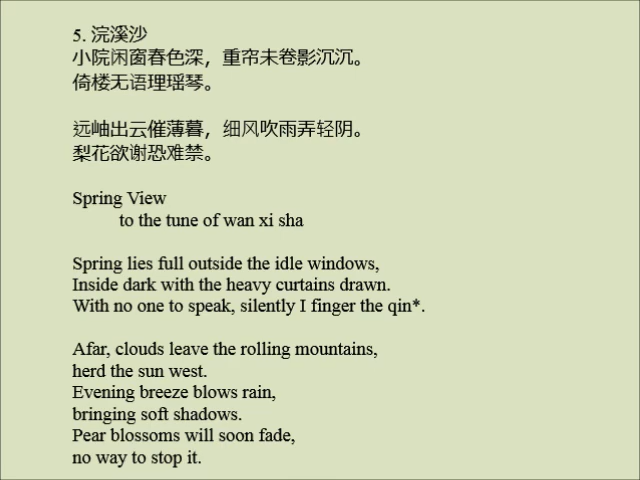 5. 浣溪沙
小院闲窗春色深，重帘未卷影沉沉。
倚楼无语理瑶琴。
远岫出云催薄暮，细风吹雨弄轻阴。
梨花欲谢恐难禁。
Spring View
to the tune of wan xi sha
Spring lies full outside the idle windows,
Inside dark with the heavy curtains drawn.
With no one to speak, silently I finger the qin*.
Afar, clouds leave the rolling mountains,
herd the sun west.
Evening breeze blows rain,
bringing soft shadows.
Pear blossoms will soon fade,
no way to stop it.